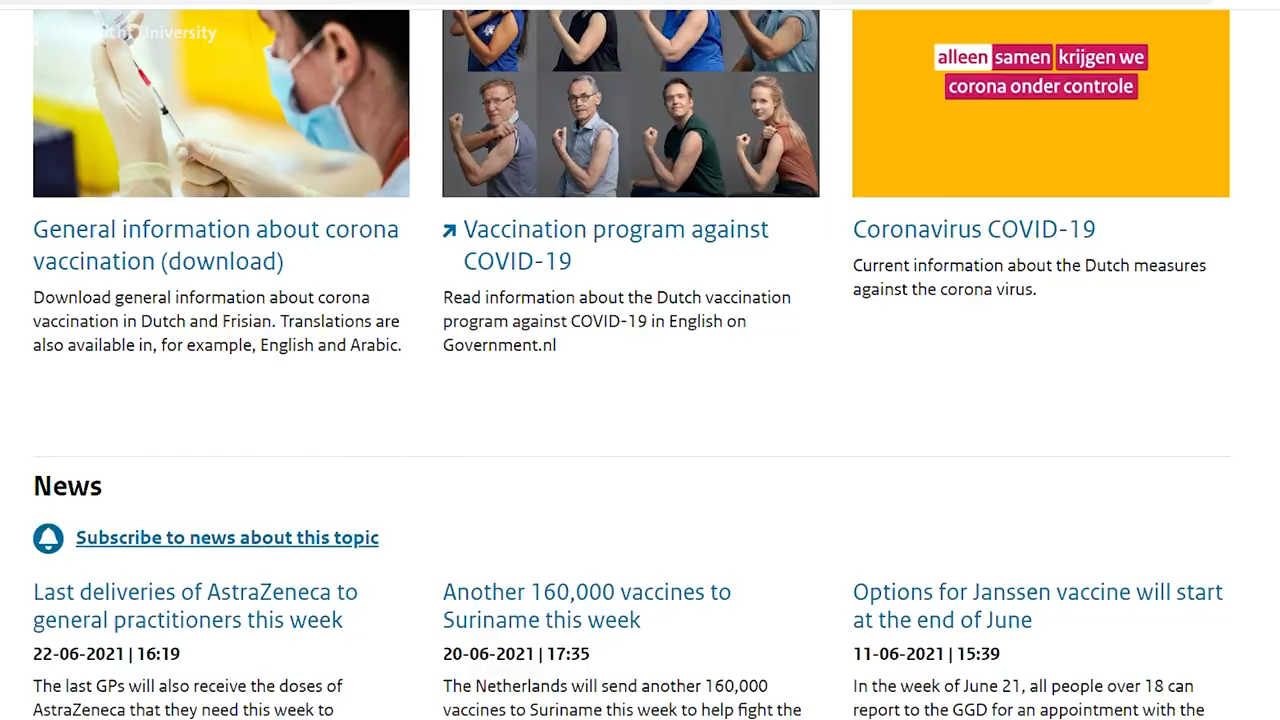 University
alleen samen krijgen we
corona onder controle
General information about corona
vaccination (download)
Download general information about corona
vaccination in Dutch and Frisian. Translations are
also available in, for example, English and Arabic.
Vaccination program against
COVID-19
Read information about the Dutch vaccination
program against COVID-19 in English on
Government.nl
Coronavirus COVID-19
Current information about the Dutch measures
against the corona virus.
News
Subscribe to news about this topic
Last deliveries of AstraZeneca to
general practitioners this week
22-06-2021 | 16:19
The last GPs will also receive the doses of
AstraZeneca that they need this week to
Another 160,000 vaccines to
Suriname this week
20-06-2021 | 17:35
The Netherlands will send another 160,000
vaccines to Suriname this week to help fight the
Options for Janssen vaccine will start
at the end of June
11-06-2021 | 15:39
In the week of June 21, all people over 18 can
report to the GGD for an appointment with the